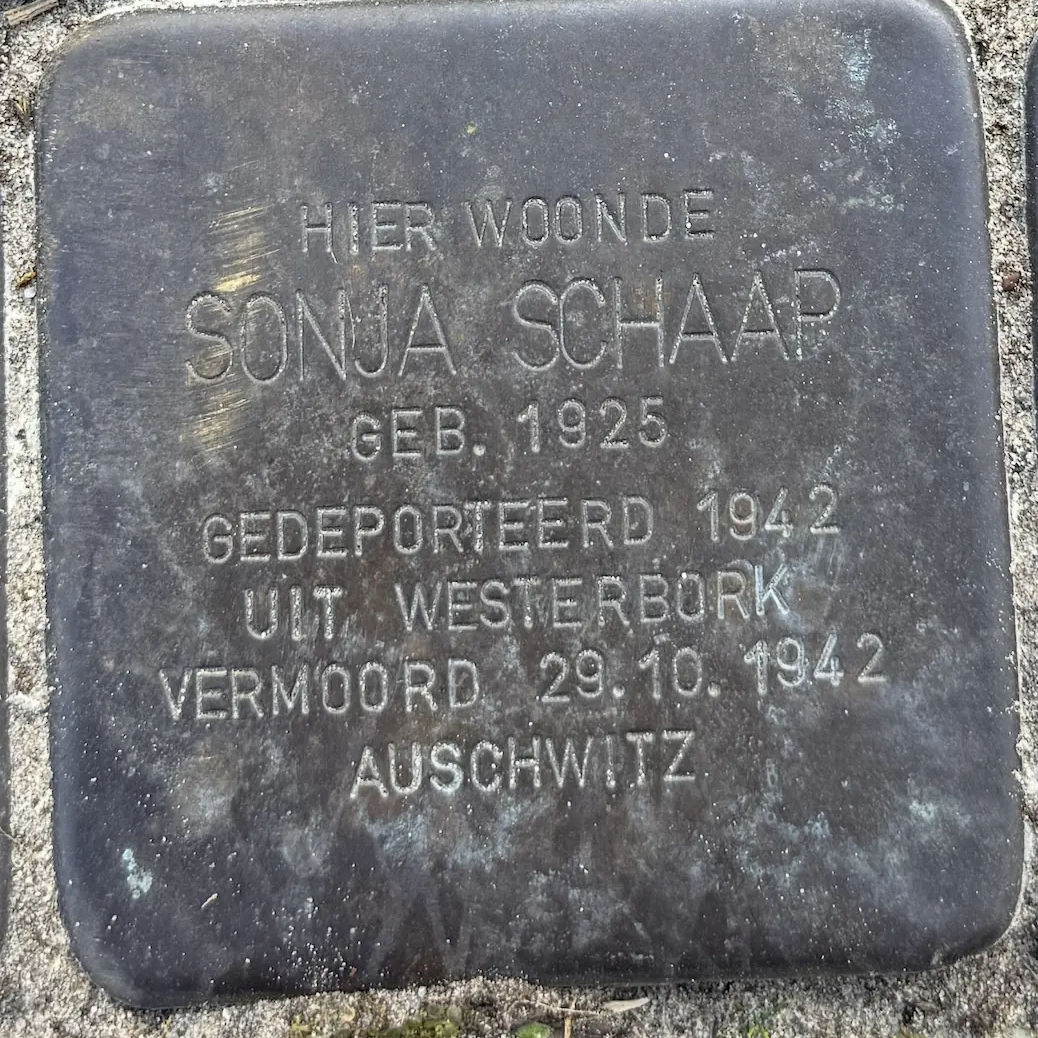 HIER WOONDE
SONJA SCHAAP
GEB. 1925
GEDEPORTEERD 1942
UIT WESTERBORK
VERMOORD 29.10.1942
AUSCHWITZ